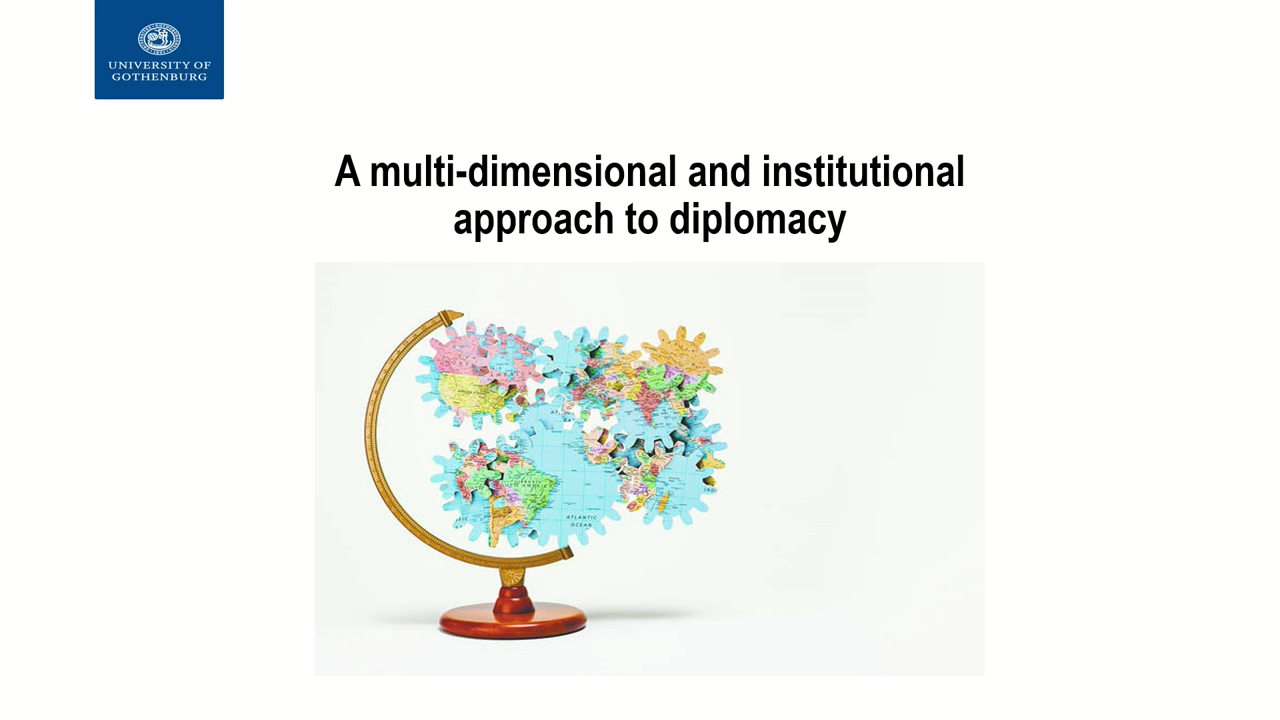 UNIVERSITY OF
GOTHENBURG
A multi-dimensional and institutional
approach to diplomacy
ATLANTIC
OCEAN